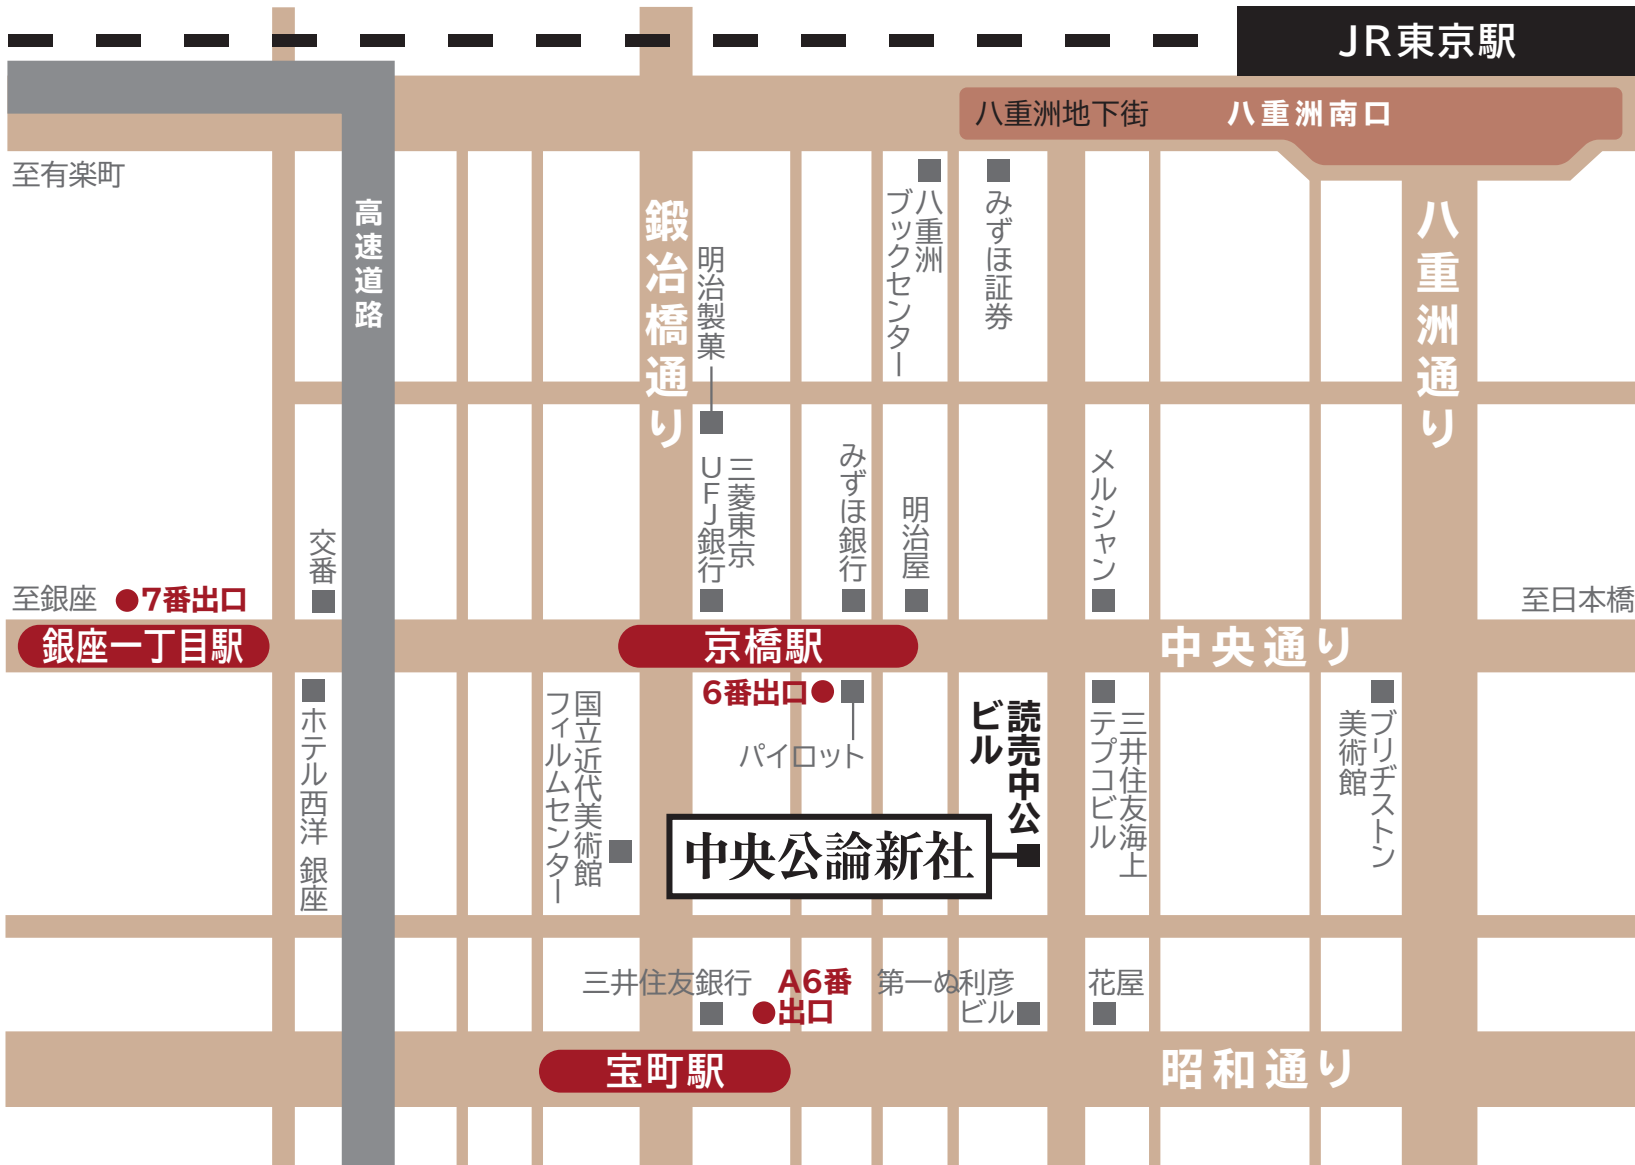 JR東京駅
八重洲地下街
八重洲南口
至有楽町
高速道路
鍛冶橋通り
明治製菓
八重洲
ブックセンター
みずほ証券
八重洲通り
三菱東京
UFJ銀行
みずほ銀行
明治屋
メルシャン
交番
至銀座
7番出口
至日本橋
銀座一丁目駅
京橋駅
中央通り
6番出口
パイロット
ホテル西洋 銀座
国立近代美術館
フィルムセンター
読売中公
ビル
中央公論新社
三井住友海上
テプコビル
ブリヂストン
美術館
三井住友銀行
A6番
出口
第一ぬ利彦
ビル
花屋
宝町駅
昭和通り